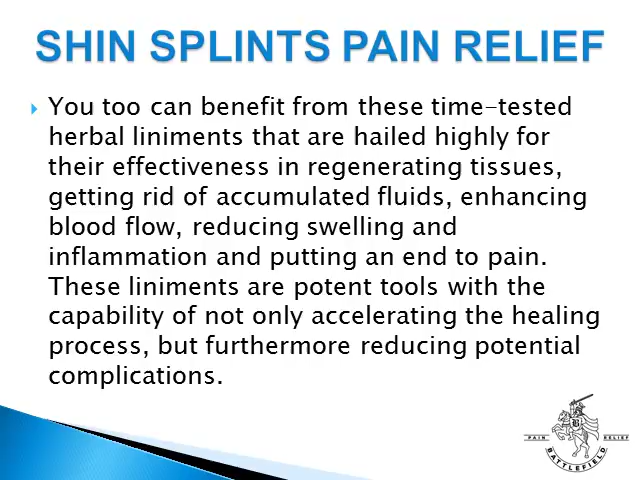 SHIN SPLINTS PAIN RELIEF
You too can benefit from these time-tested
herbal liniments that are hailed highly for
their effectiveness in regenerating tissues,
getting rid of accumulated fluids, enhancing
blood flow, reducing swelling and
inflammation and putting an end to pain.
These liniments are potent tools with the
capability of not only accelerating the healing
process, but furthermore reducing potential
complications.
B
PAIN RELIEF
BATTLEFIELD